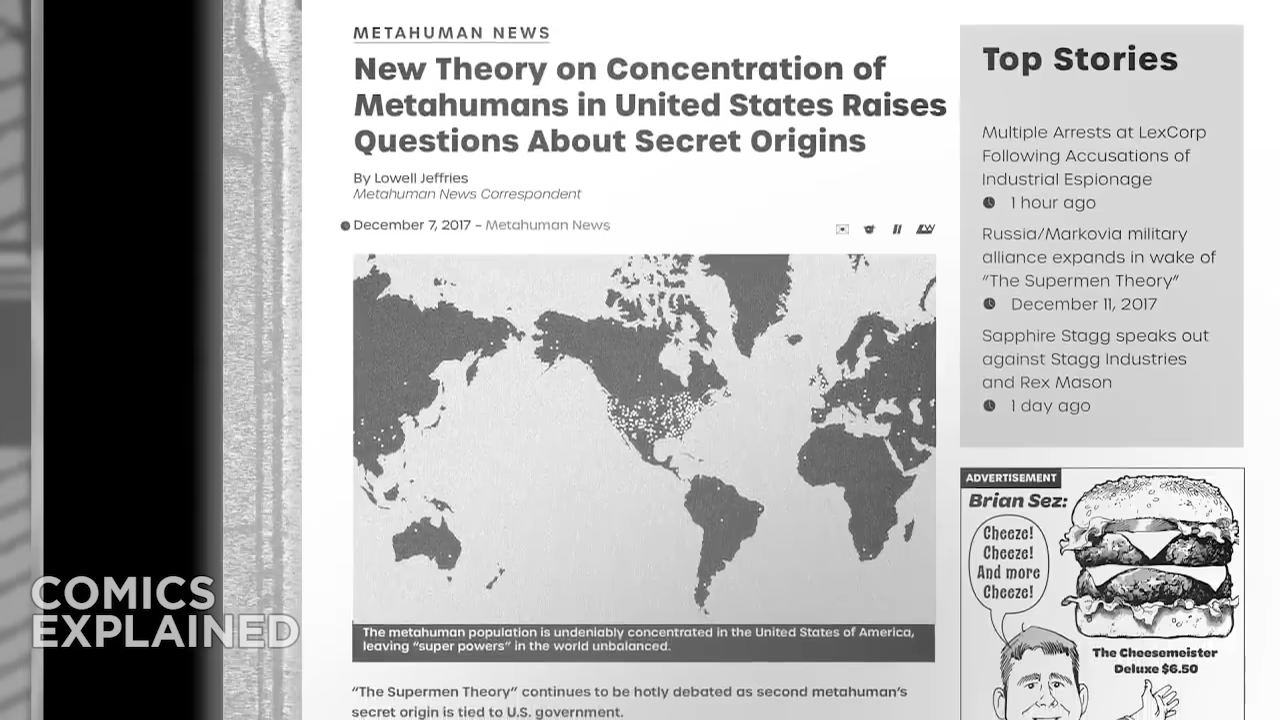 METAHUMAN NEWS
New Theory on Concentration of
Metahumans in United States Raises
Questions About Secret Origins
By Lowell Jeffries
Metahuman News Correspondent
December 7, 2017 – Metahuman News
The metahuman population is undeniably concentrated in the United States of America,
leaving "super powers" in the world unbalanced.
"The Supermen Theory" continues to be hotly debated as second metahuman's
secret origin is tied to U.S. government.
Top Stories
Multiple Arrests at LexCorp
Following Accusations of
Industrial Espionage
1 hour ago
Russia/Markovia military
alliance expands in wake of
"The Supermen Theory"
December 11, 2017
Sapphire Stagg speaks out
against Stagg Industries
and Rex Mason
1 day ago
ADVERTISEMENT
Brian Sez:
Cheeze!
Cheeze!
And more
Cheeze!
The Cheesemeister
Deluxe $6.50
COMICS
EXPLAINED